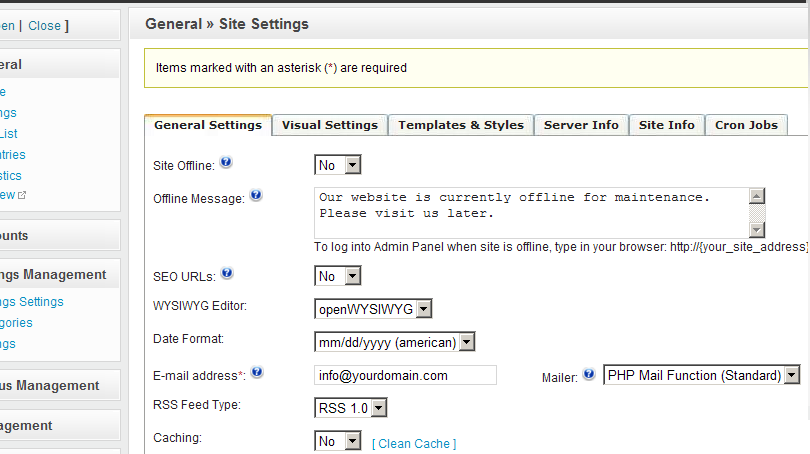 en | Close ]
General » Site Settings
Items marked with an asterisk (*) are required
eral
e
ngs
List
ntries
stics
ew
ounts
ngs Management
ngs Settings
gories
ngs
us Management
agement
General Settings
Visual Settings
Templates & Styles
Server Info
Site Info
Cron Jobs
Site Offline:
No
Offline Message:
Our website is currently offline for maintenance.
Please visit us later.
To log into Admin Panel when site is offline, type in your browser: http://{your_site_address}
SEO URLs:
No
WYSIWYG Editor:
openWYSIWYG
Date Format:
mm/dd/yyyy (american)
E-mail address*:
info@yourdomain.com
Mailer:
PHP Mail Function (Standard)
RSS Feed Type:
RSS 1.0
Caching:
No
[ Clean Cache ]